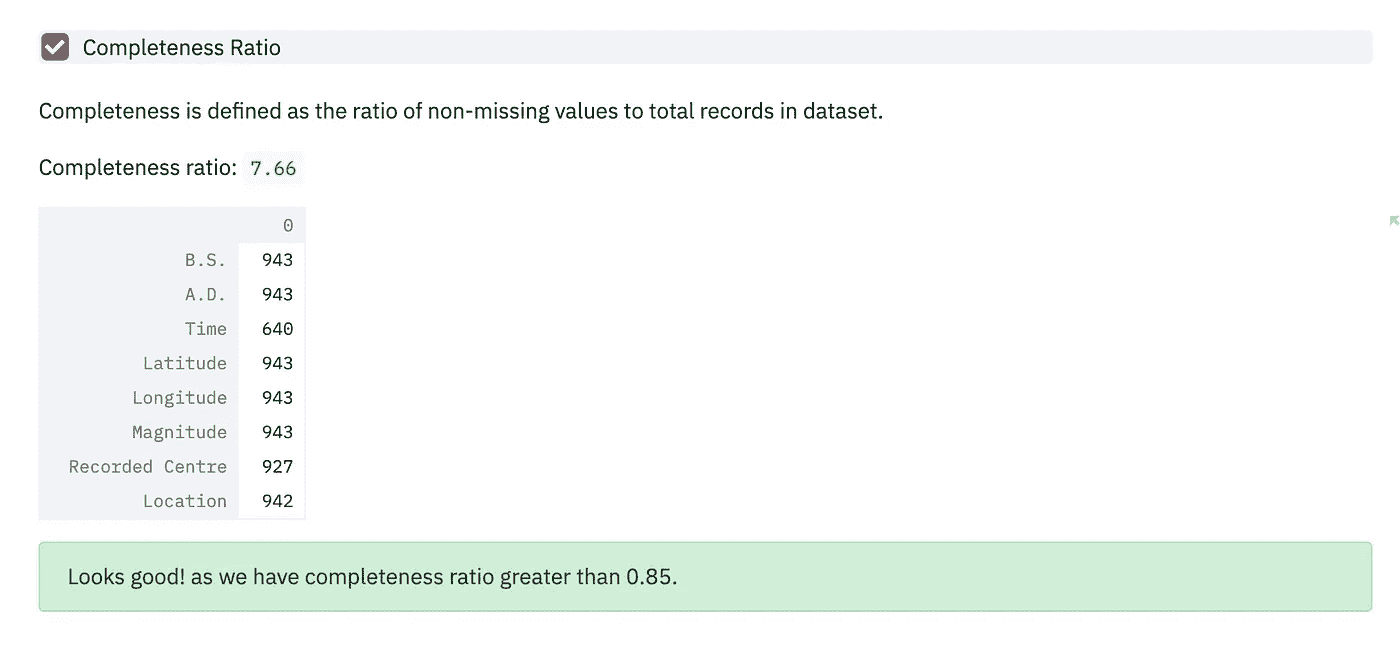 Completeness Ratio
Completeness is defined as the ratio of non-missing values to total records in dataset.
Completeness ratio: 7.66
0
B.S. 943
A.D. 943
Time 640
Latitude 943
Longitude 943
Magnitude 943
Recorded Centre 927
Location 942
Looks good! as we have completeness ratio greater than 0.85.